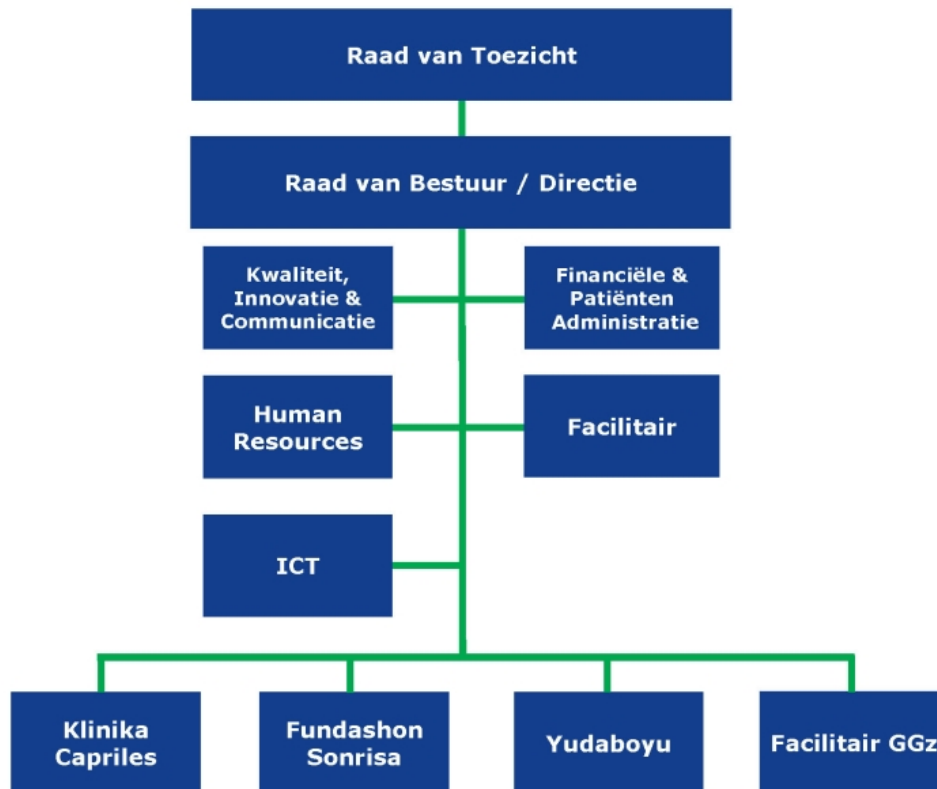 Raad van Toezicht
Raad van Bestuur / Directie
Kwaliteit,
Innovatie &
Communicatie
Financiële &
Patiënten
Administratie
Human
Resources
Facilitair
ICT
Klinika
Capriles
Fundashon
Sonrisa
Yudaboyu
Facilitair GGz